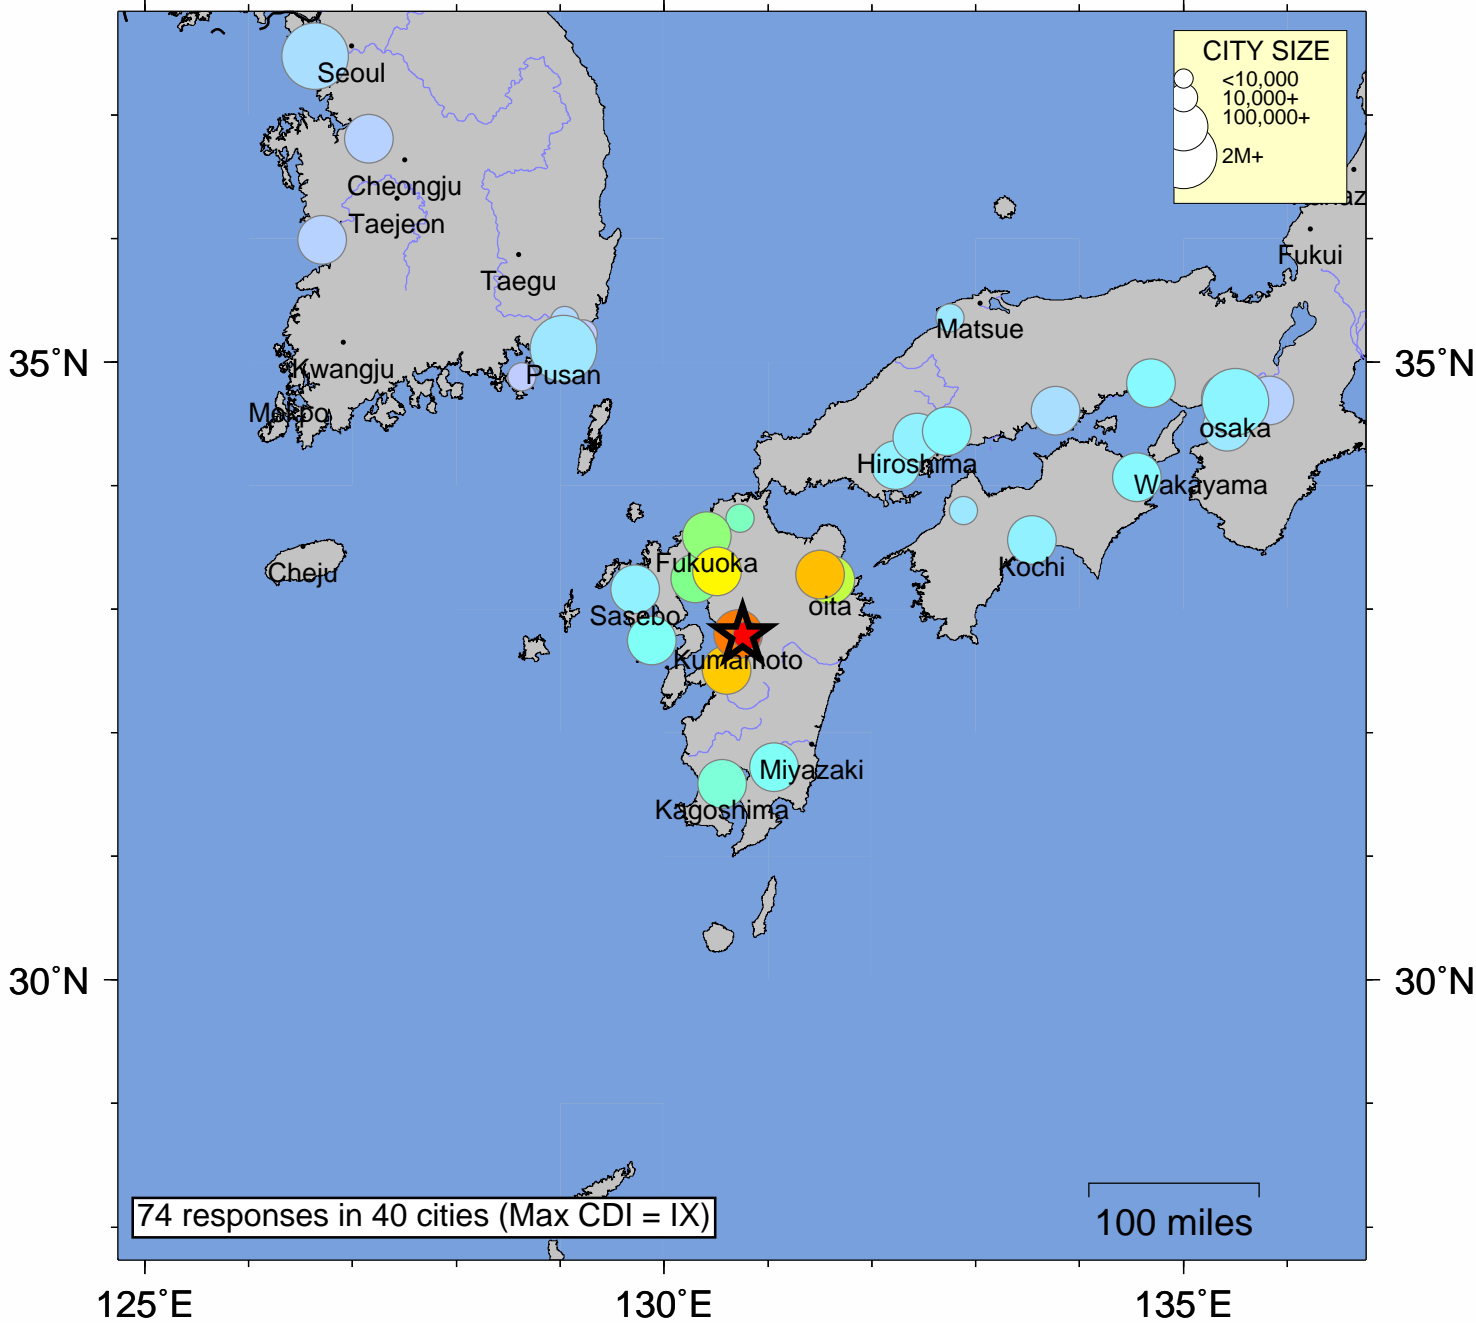 CITY SIZE
<10,000
10,000+
100,000+
2M+
Seoul
Cheongju
Taejeon
Taegu
Pusan
Kwangju
Mokpo
Cheju
Fukui
Matsue
osaka
Hiroshima
Wakayama
Kochi
Fukuoka
oita
Sasebo
Kumamoto
Miyazaki
Kagoshima
35°N
35°N
30°N
30°N
74 responses in 40 cities (Max CDI = IX)
100 miles
125°E
130°E
135°E